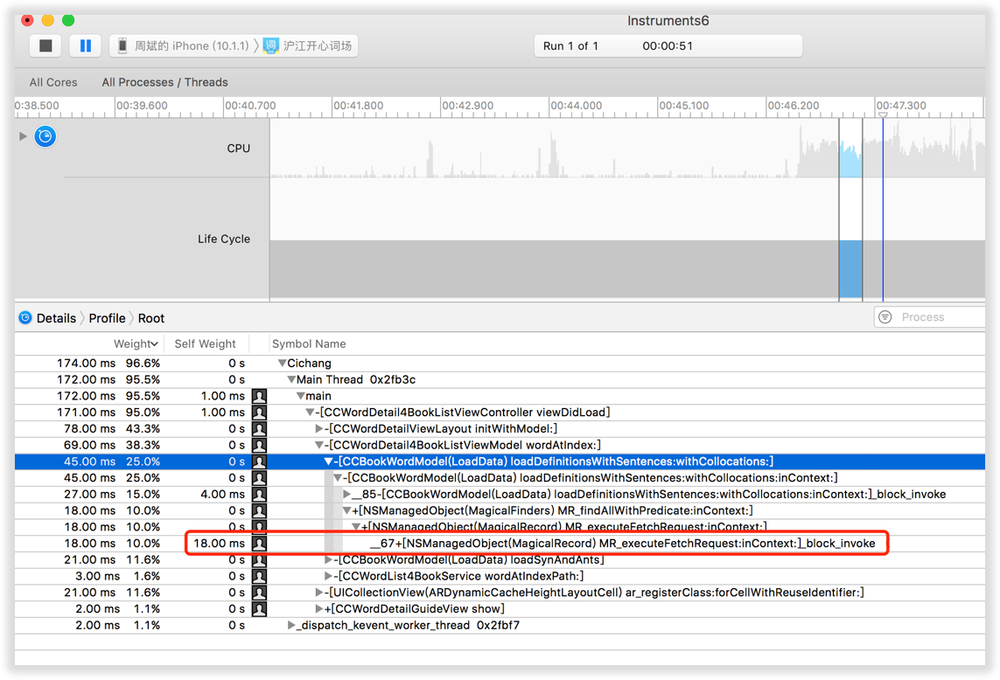 Instruments6
周斌的 iPhone (10.1.1) 词 沪江开心词场 Run 1 of 1 00:00:51
All Cores All Processes / Threads
0:38.500 00:39.600 00:40.700 00:41.800 00:42.900 00:44.000 00:45.100 00:46.200 00:47.300
CPU
Life Cycle
Details Profile Root Process
Weight Self Weight Symbol Name
174.00 ms 96.6% 0 s Cichang
172.00 ms 95.5% 0 s Main Thread 0x2fb3c
172.00 ms 95.5% 1.00 ms main
171.00 ms 95.0% 1.00 ms -[CCWordDetail4BookListViewController viewDidLoad]
78.00 ms 43.3% 0 s -[CCWordDetailViewLayout initWithModel:]
69.00 ms 38.3% 0 s -[CCWordDetail4BookListViewModel wordAtIndex:]
45.00 ms 25.0% 0 s -[CCBookWordModel(LoadData) loadDefinitionsWithSentences:withCollocations:]
45.00 ms 25.0% 0 s -[CCBookWordModel(LoadData) loadDefinitionsWithSentences:withCollocations:inContext:]
27.00 ms 15.0% 4.00 ms __85-[CCBookWordModel(LoadData) loadDefinitionsWithSentences:withCollocations:inContext:]_block_invoke
18.00 ms 10.0% 0 s +[NSManagedObject(MagicalFinders) MR_findAllWithPredicate:inContext:]
18.00 ms 10.0% 0 s +[NSManagedObject(MagicalRecord) MR_executeFetchRequest:inContext:]
18.00 ms 10.0% 18.00 ms __67+[NSManagedObject(MagicalRecord) MR_executeFetchRequest:inContext:]_block_invoke
21.00 ms 11.6% 0 s -[CCBookWordModel(LoadData) loadSynAndAnts]
3.00 ms 1.6% 0 s -[CCWordList4BookService wordAtIndexPath:]
21.00 ms 11.6% 0 s -[UICollectionView(ARDynamicCacheHeightLayoutCell) ar_registerClass:forCellWithReuseIdentifier:]
2.00 ms 1.1% 0 s +[CCWordDetailGuideView show]
2.00 ms 1.1% 0 s _dispatch_kevent_worker_thread 0x2fbf7